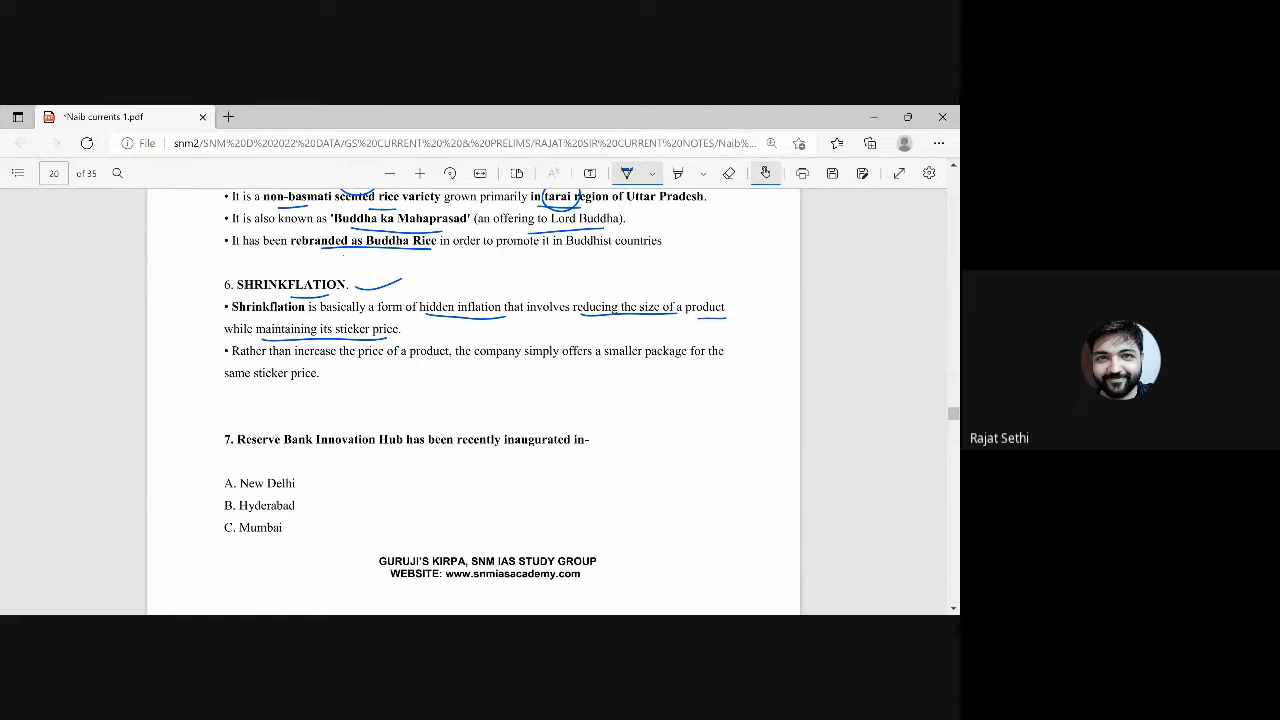 *Naib currents 1.pdf
File
snm2/SNM%20D%202022%20DATA/GS%20CURRENT%20%20&%20PRELIMS/RAJAT%20SIR%20CURRENT%20NOTES/Naib%...
20 of 35
• It is a non-basmati scented rice variety grown primarily in tarai region of Uttar Pradesh.
• It is also known as 'Buddha ka Mahaprasad' (an offering to Lord Buddha).
• It has been rebranded as Buddha Rice in order to promote it in Buddhist countries
6. SHRINKFLATION.
• Shrinkflation is basically a form of hidden inflation that involves reducing the size of a product
while maintaining its sticker price.
• Rather than increase the price of a product, the company simply offers a smaller package for the
same sticker price.
7. Reserve Bank Innovation Hub has been recently inaugurated in-
A. New Delhi
B. Hyderabad
C. Mumbai
GURUJI'S KIRPA, SNM IAS STUDY GROUP
WEBSITE: www.snmiasacademy.com
Rajat Sethi